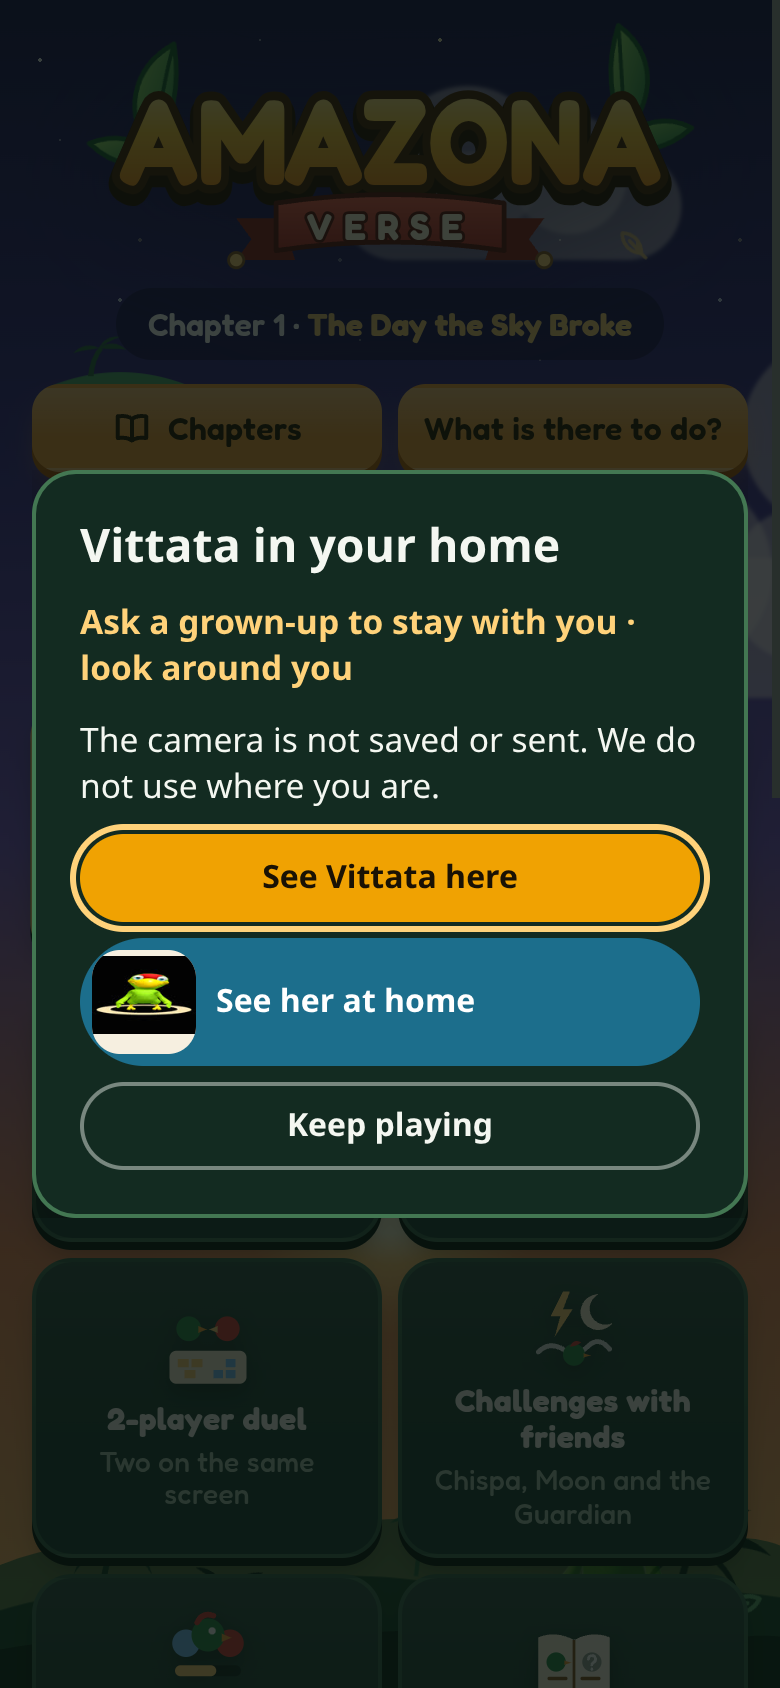 AMAZONA
VERSE
Chapter 1 · The Day the Sky Broke
Chapters
What is there to do?
Vittata in your home
Ask a grown-up to stay with you ·
look around you
The camera is not saved or sent. We do
not use where you are.
See Vittata here
See her at home
Keep playing
2-player duel
Two on the same
screen
Challenges with
friends
Chispa, Moon and the
Guardian
?